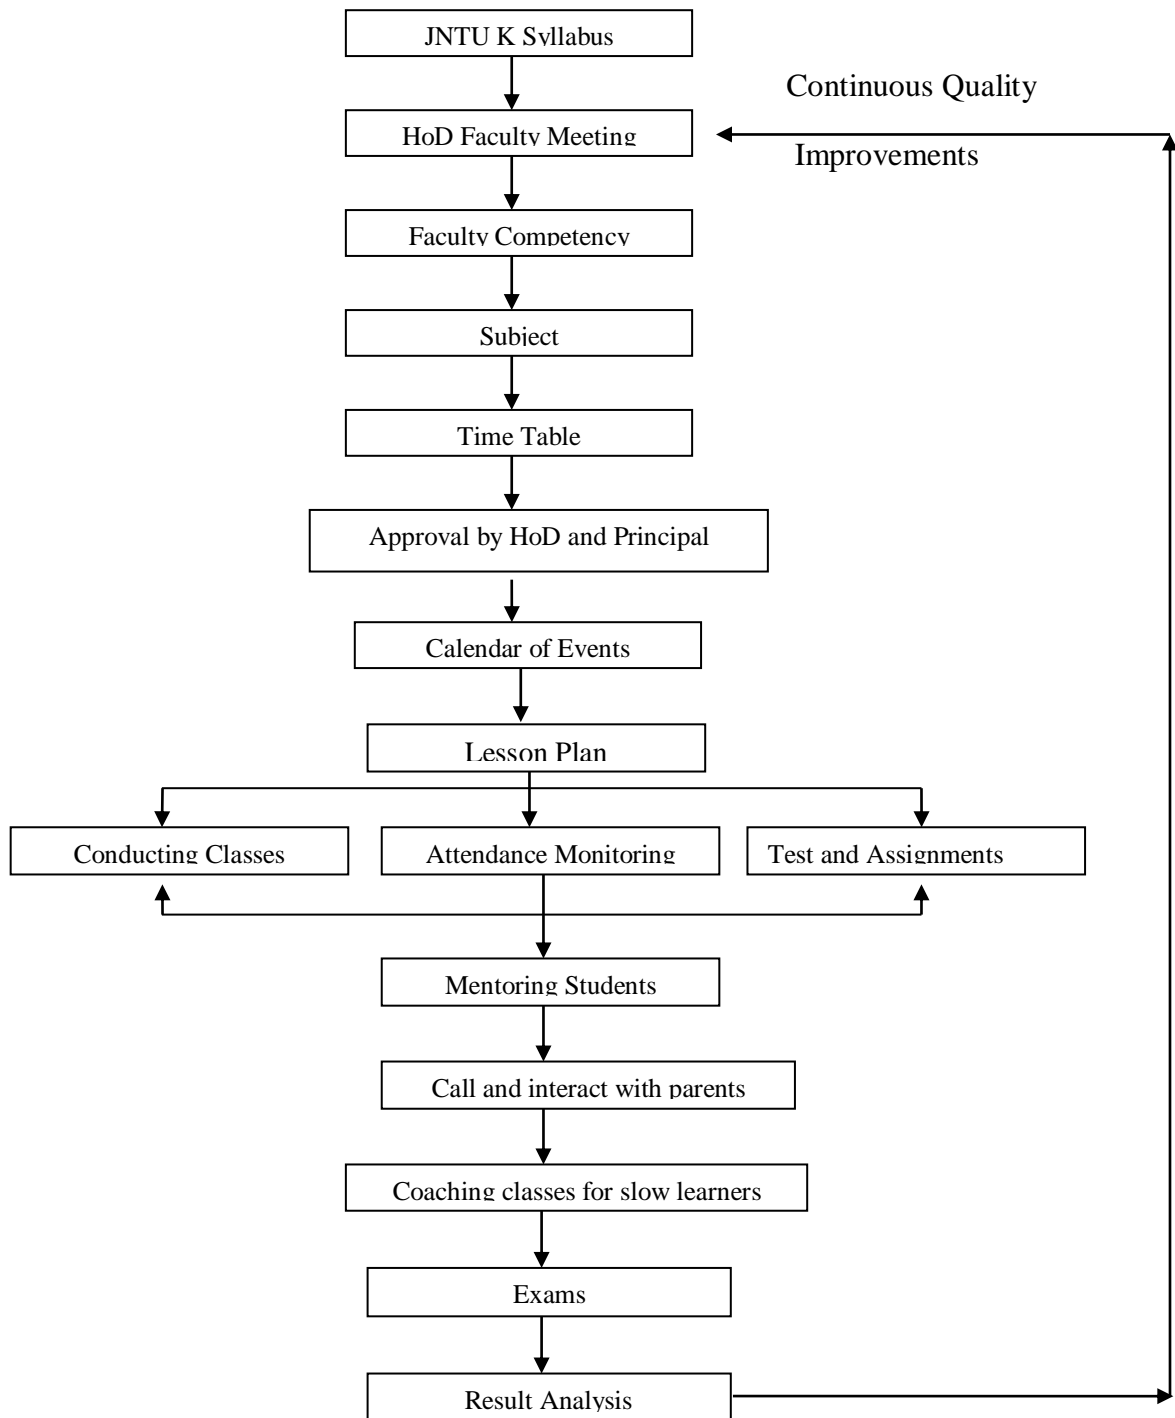 JNTU K Syllabus
Continuous Quality
HoD Faculty Meeting
Improvements
Faculty Competency
Subject
Time Table
Approval by HoD and Principal
Calendar of Events
Lesson Plan
Conducting Classes
Attendance Monitoring
Test and Assignments
Mentoring Students
Call and interact with parents
Coaching classes for slow learners
Exams
Result Analysis